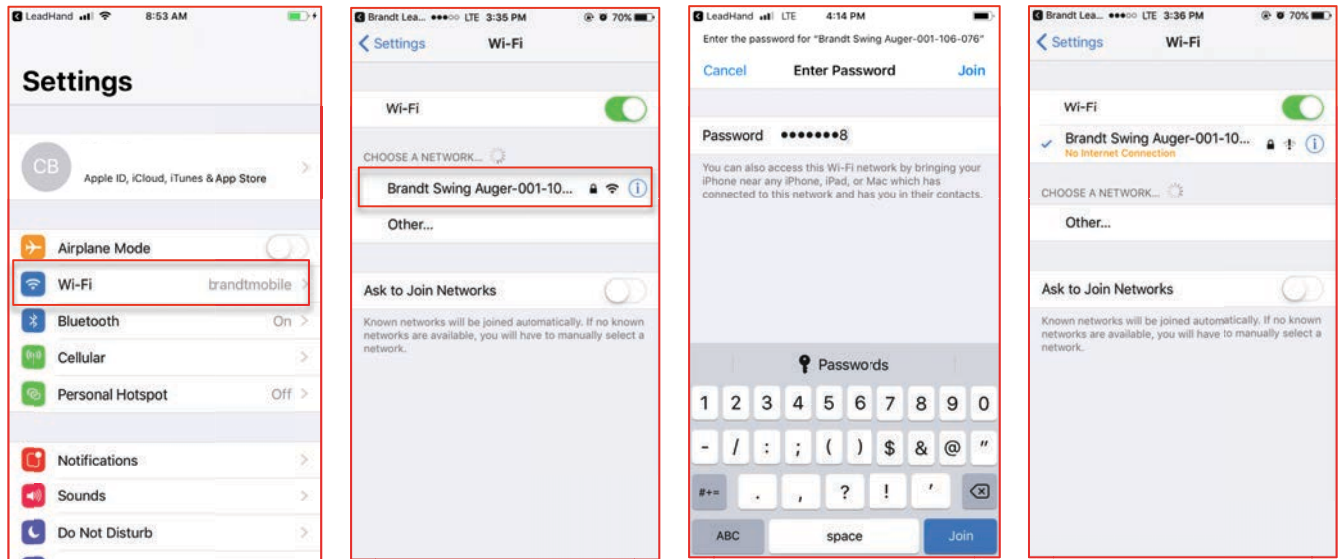 LeadHand 8:53 AM
Settings
CB
Apple ID, iCloud, iTunes & App Store
Airplane Mode
Wi-Fi brandtmobile
Bluetooth On
Cellular
Personal Hotspot Off
Notifications
Sounds
Do Not Disturb
Brandt Lea... LTE 3:35 PM 70%
Settings Wi-Fi
Wi-Fi
CHOOSE A NETWORK...
Brandt Swing Auger-001-10...
Other...
Ask to Join Networks
Known networks will be joined automatically. If no known
networks are available, you will have to manually select a
network.
LeadHand LTE 4:14 PM
Enter the password for "Brandt Swing Auger-001-106-076"
Cancel Enter Password Join
Password •••••••8
You can also access this Wi-Fi network by bringing your
iPhone near any iPhone, iPad, or Mac which has
connected to this network and has you in their contacts.
Passwords
1 2 3 4 5 6 7 8 9 0
- / : ; ( ) $ & @ "
#+= . , ? ! '
ABC space Join
Brandt Lea... LTE 3:36 PM 70%
Settings Wi-Fi
Wi-Fi
Brandt Swing Auger-001-10...
No Internet Connection
CHOOSE A NETWORK...
Other...
Ask to Join Networks
Known networks will be joined automatically. If no known
networks are available, you will have to manually select a
network.